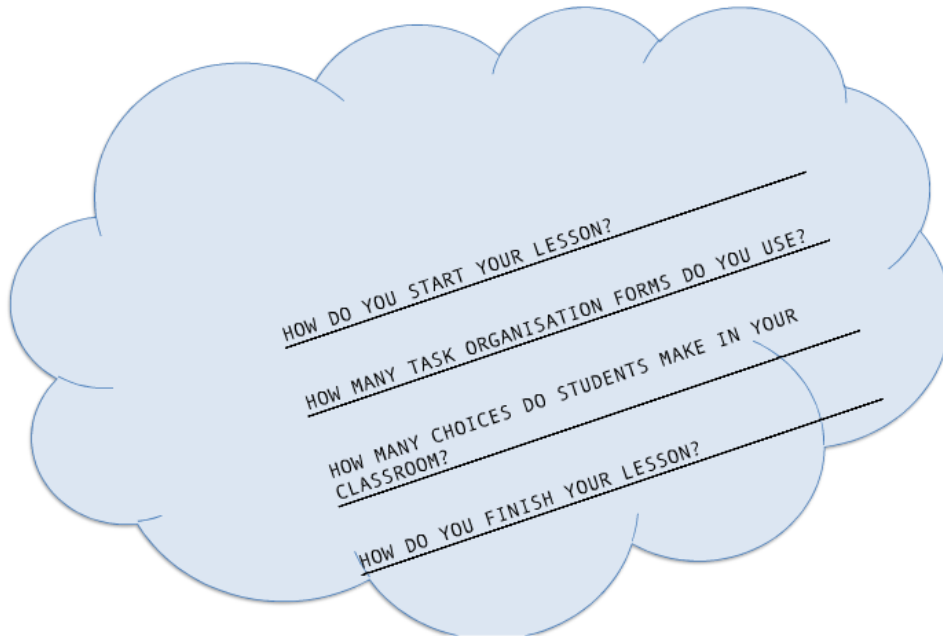 HOW DO YOU START YOUR LESSON?
HOW MANY TASK ORGANISATION FORMS DO YOU USE?
HOW MANY CHOICES DO STUDENTS MAKE IN YOUR
CLASSROOM?
HOW DO YOU FINISH YOUR LESSON?